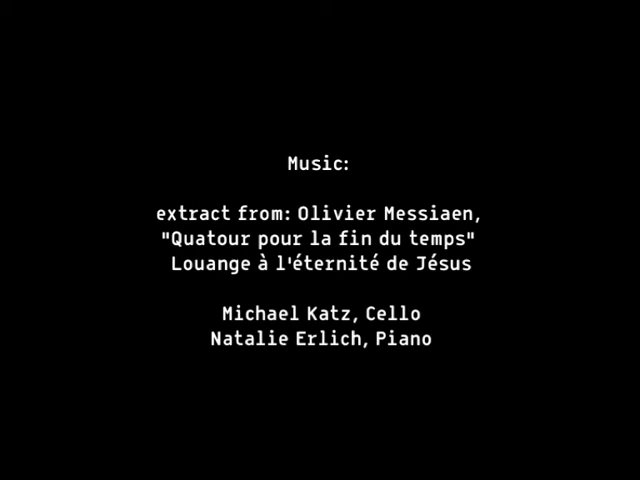 Music:
extract from: Olivier Messiaen,
"Quatour pour la fin du temps"
Louange à l'éternité de Jésus
Michael Katz, Cello
Natalie Erlich, Piano